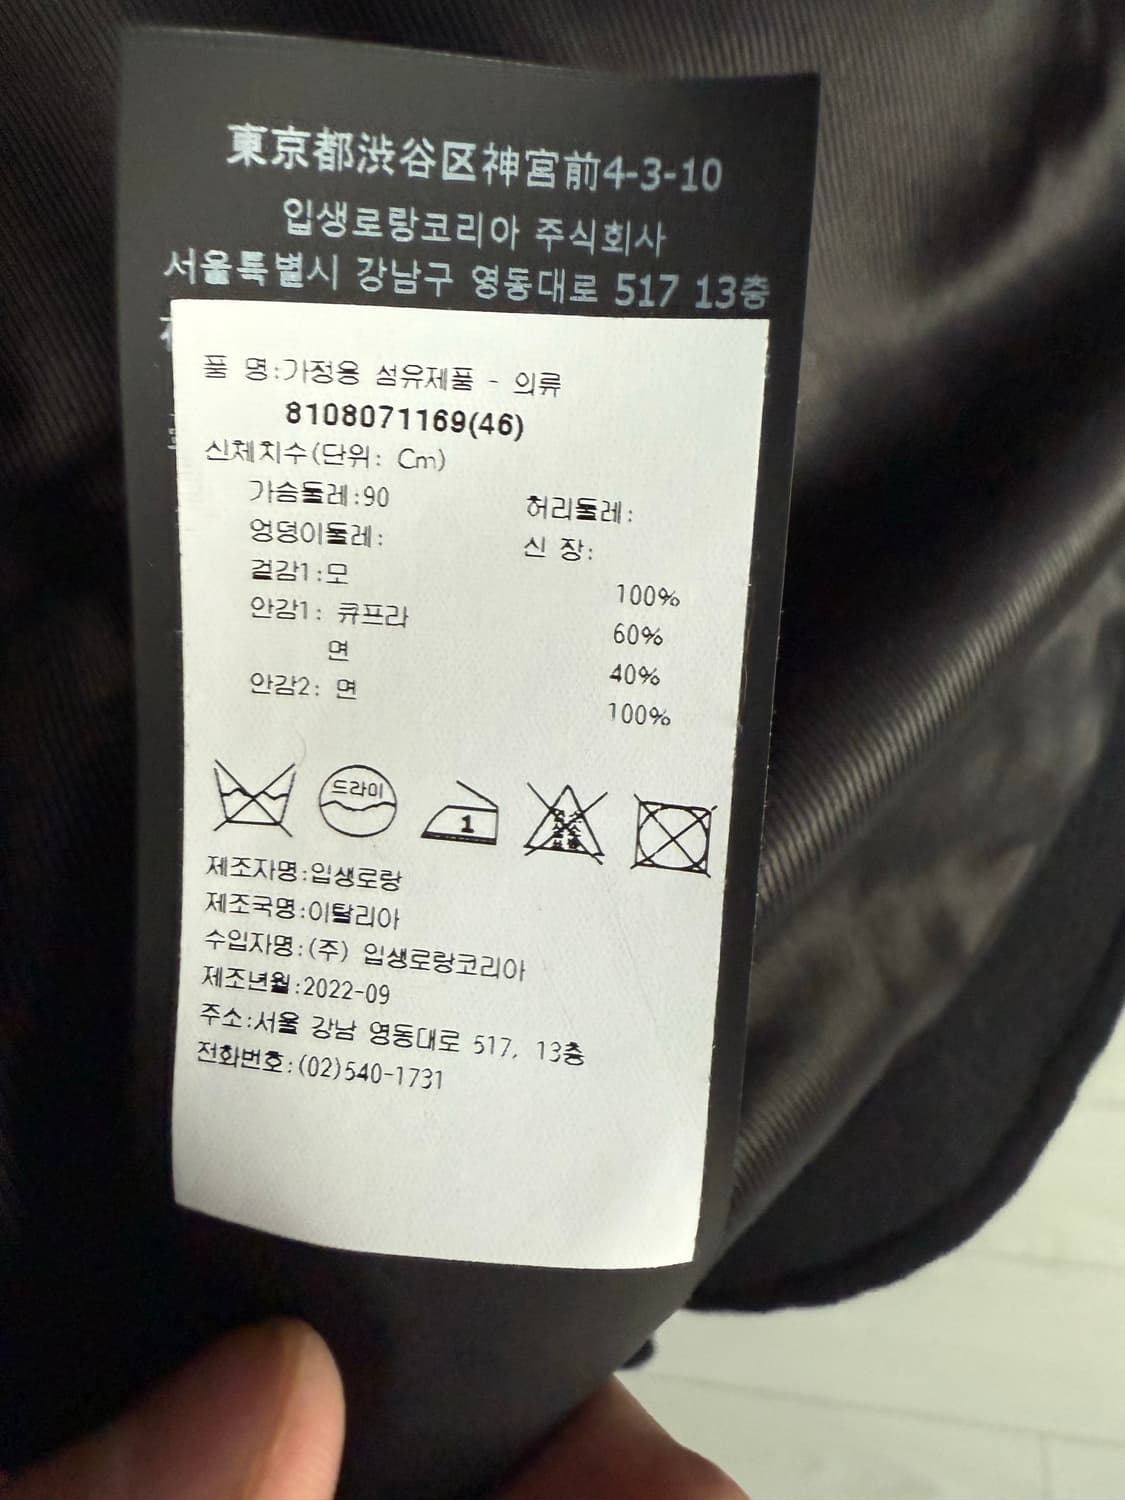 東京都渋谷区神宮前4-3-10
입생로랑코리아 주식회사
서울특별시 강남구 영동대로 517 13층
품 명:가정용 섬유제품 - 의류
8108071169(46)
신체치수(단위: Cm)
가슴둘레:90 허리둘레:
엉덩이둘레: 신 장:
겉감1:모 100%
안감1: 큐프라 60%
면 40%
안감2: 면 100%
드라이
1
제조자명:입생로랑
제조국명:이탈리아
수입자명:(주) 입생로랑코리아
제조년월:2022-09
주소:서울 강남 영동대로 517, 13층
전화번호:(02)540-1731